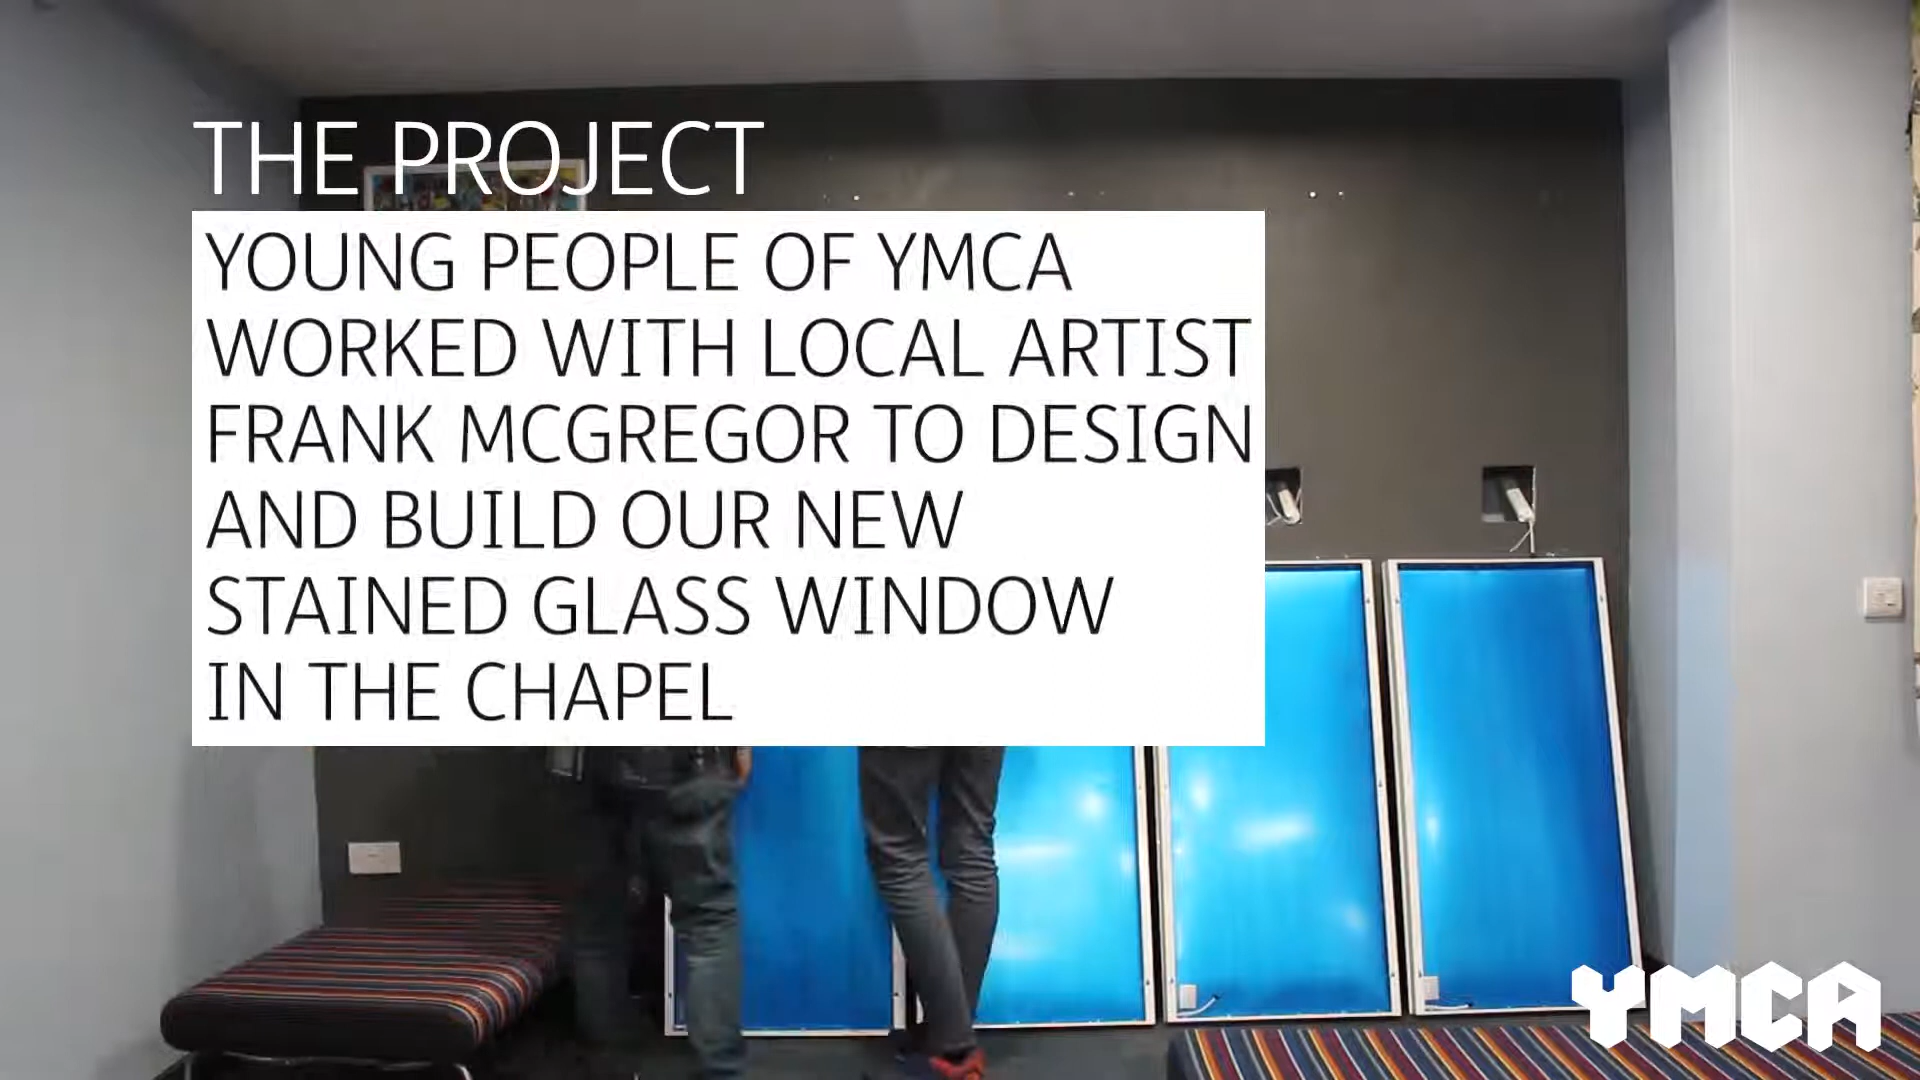 THE PROJECT
YOUNG PEOPLE OF YMCA
WORKED WITH LOCAL ARTIST
FRANK MCGREGOR TO DESIGN
AND BUILD OUR NEW
STAINED GLASS WINDOW
IN THE CHAPEL
YMCA